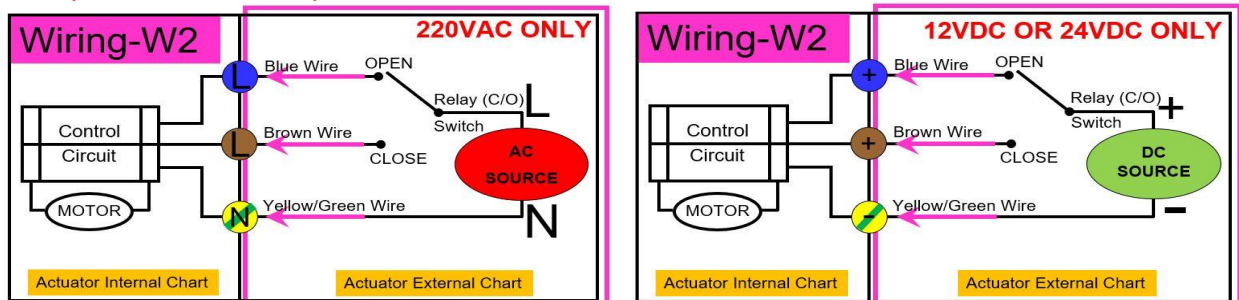 Wiring-W2
220VAC ONLY
L
Blue Wire
OPEN
Relay (C/O)
L
Switch
Control
Circuit
L
Brown Wire
CLOSE
AC
SOURCE
MOTOR
N
Yellow/Green Wire
N
Actuator Internal Chart
Actuator External Chart
Wiring-W2
12VDC OR 24VDC ONLY
+
Blue Wire
OPEN
Relay (C/O)
+
Switch
Control
Circuit
+
Brown Wire
CLOSE
DC
SOURCE
MOTOR
-
Yellow/Green Wire
-
Actuator Internal Chart
Actuator External Chart